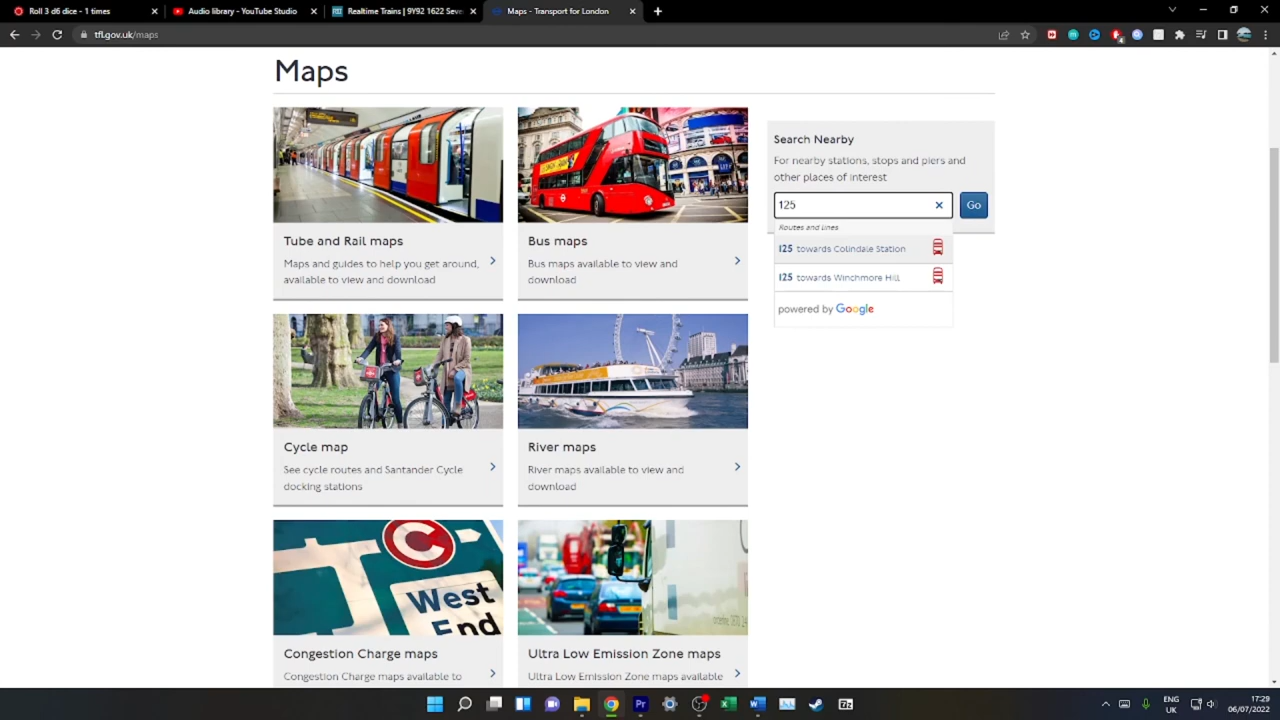 Roll 3 d6 dice - 1 times
Audio library - YouTube Studio
Realtime Trains | 9Y92 1622 Seve
Maps - Transport for London
tfl.gov.uk/maps
Maps
Search Nearby
For nearby stations, stops and piers and
other places of interest
125
Go
Routes and lines
125 towards Colindale Station
125 towards Winchmore Hill
powered by Google
Tube and Rail maps
Maps and guides to help you get around,
available to view and download
Bus maps
Bus maps available to view and
download
Cycle map
See cycle routes and Santander Cycle
docking stations
River maps
River maps available to view and
download
C
West
End
Congestion Charge maps
Congestion Charge maps available to
Ultra Low Emission Zone maps
Ultra Low Emission Zone maps available
ENG
UK
17:29
06/07/2022